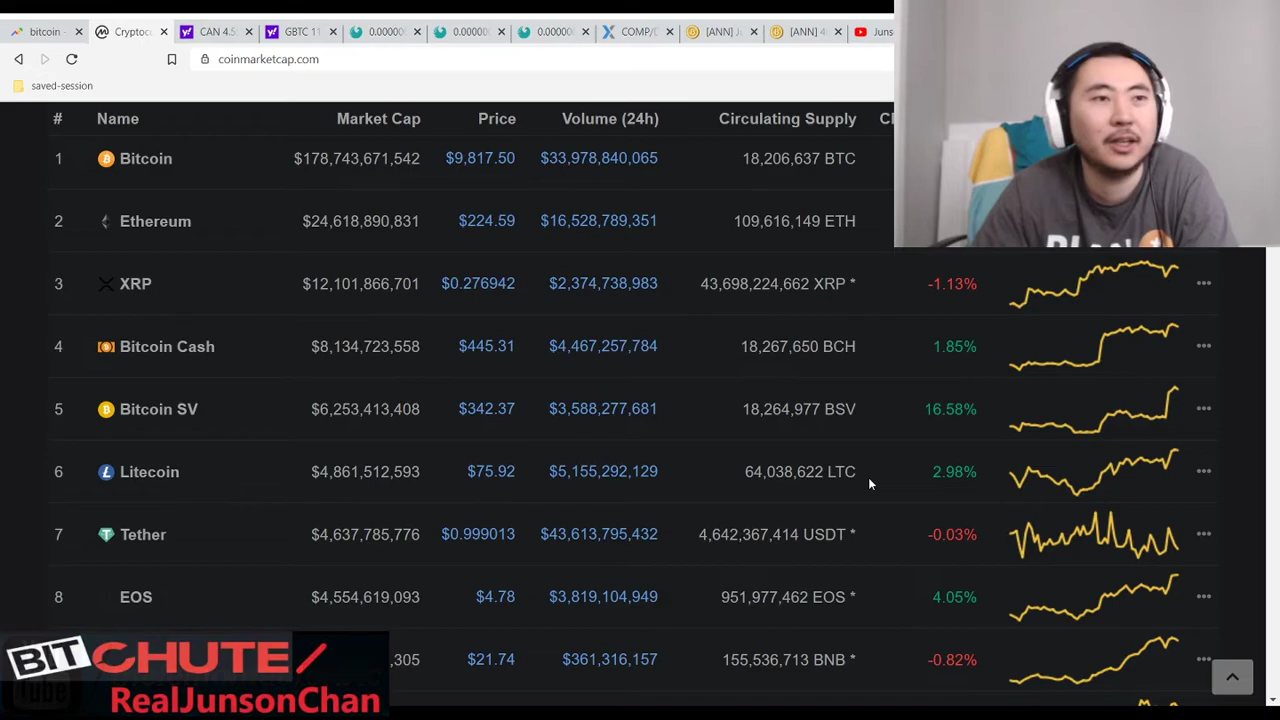 bitcoin - Cryptoc CAN 4.5 GBTC 11 0.00000 0.00000 0.00000 COMP/ [ANN] [ANN] 4 Juns
coinmarketcap.com
saved-session
# Name Market Cap Price Volume (24h) Circulating Supply
1 Bitcoin $178,743,671,542 $9,817.50 $33,978,840,065 18,206,637 BTC
2 Ethereum $24,618,890,831 $224.59 $16,528,789,351 109,616,149 ETH
3 XRP $12,101,866,701 $0.276942 $2,374,738,983 43,698,224,662 XRP * -1.13%
4 Bitcoin Cash $8,134,723,558 $445.31 $4,467,257,784 18,267,650 BCH 1.85%
5 Bitcoin SV $6,253,413,408 $342.37 $3,588,277,681 18,264,977 BSV 16.58%
6 Litecoin $4,861,512,593 $75.92 $5,155,292,129 64,038,622 LTC 2.98%
7 Tether $4,637,785,776 $0.999013 $43,613,795,432 4,642,367,414 USDT * -0.03%
8 EOS $4,554,619,093 $4.78 $3,819,104,949 951,977,462 EOS * 4.05%
,305 $21.74 $361,316,157 155,536,713 BNB * -0.82%
BITCHUTE
RealJunsonChan